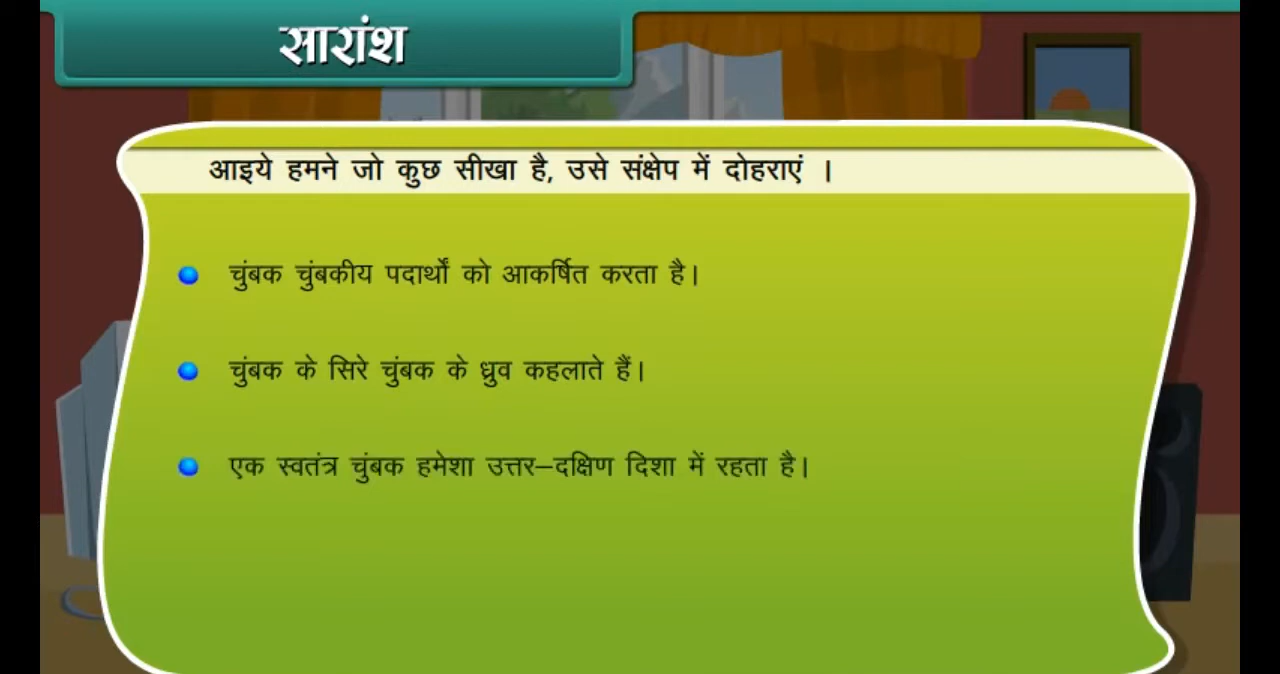 सारांश
आइये हमने जो कुछ सीखा है, उसे संक्षेप में दोहराएं ।
चुंबक चुंबकीय पदार्थों को आकर्षित करता है।
चुंबक के सिरे चुंबक के ध्रुव कहलाते हैं।
एक स्वतंत्र चुंबक हमेशा उत्तर–दक्षिण दिशा में रहता है।